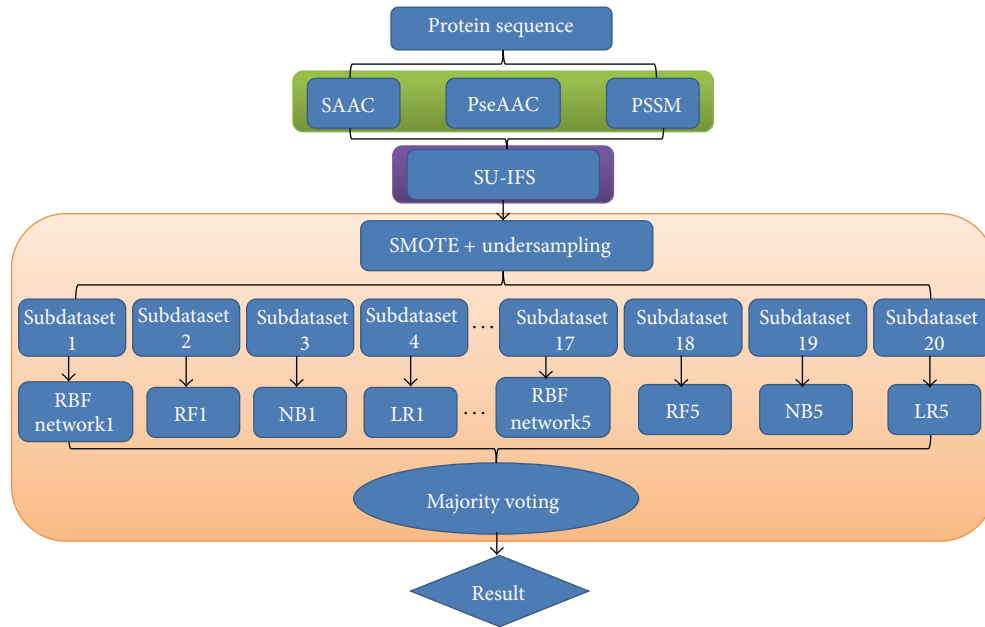 Protein sequence
SAAC
PseAAC
PSSM
SU-IFS
SMOTE + undersampling
Subdataset
1
Subdataset
2
Subdataset
3
Subdataset
4
...
Subdataset
17
Subdataset
18
Subdataset
19
Subdataset
20
RBF
network1
RF1
NB1
LR1
...
RBF
network5
RF5
NB5
LR5
Majority voting
Result